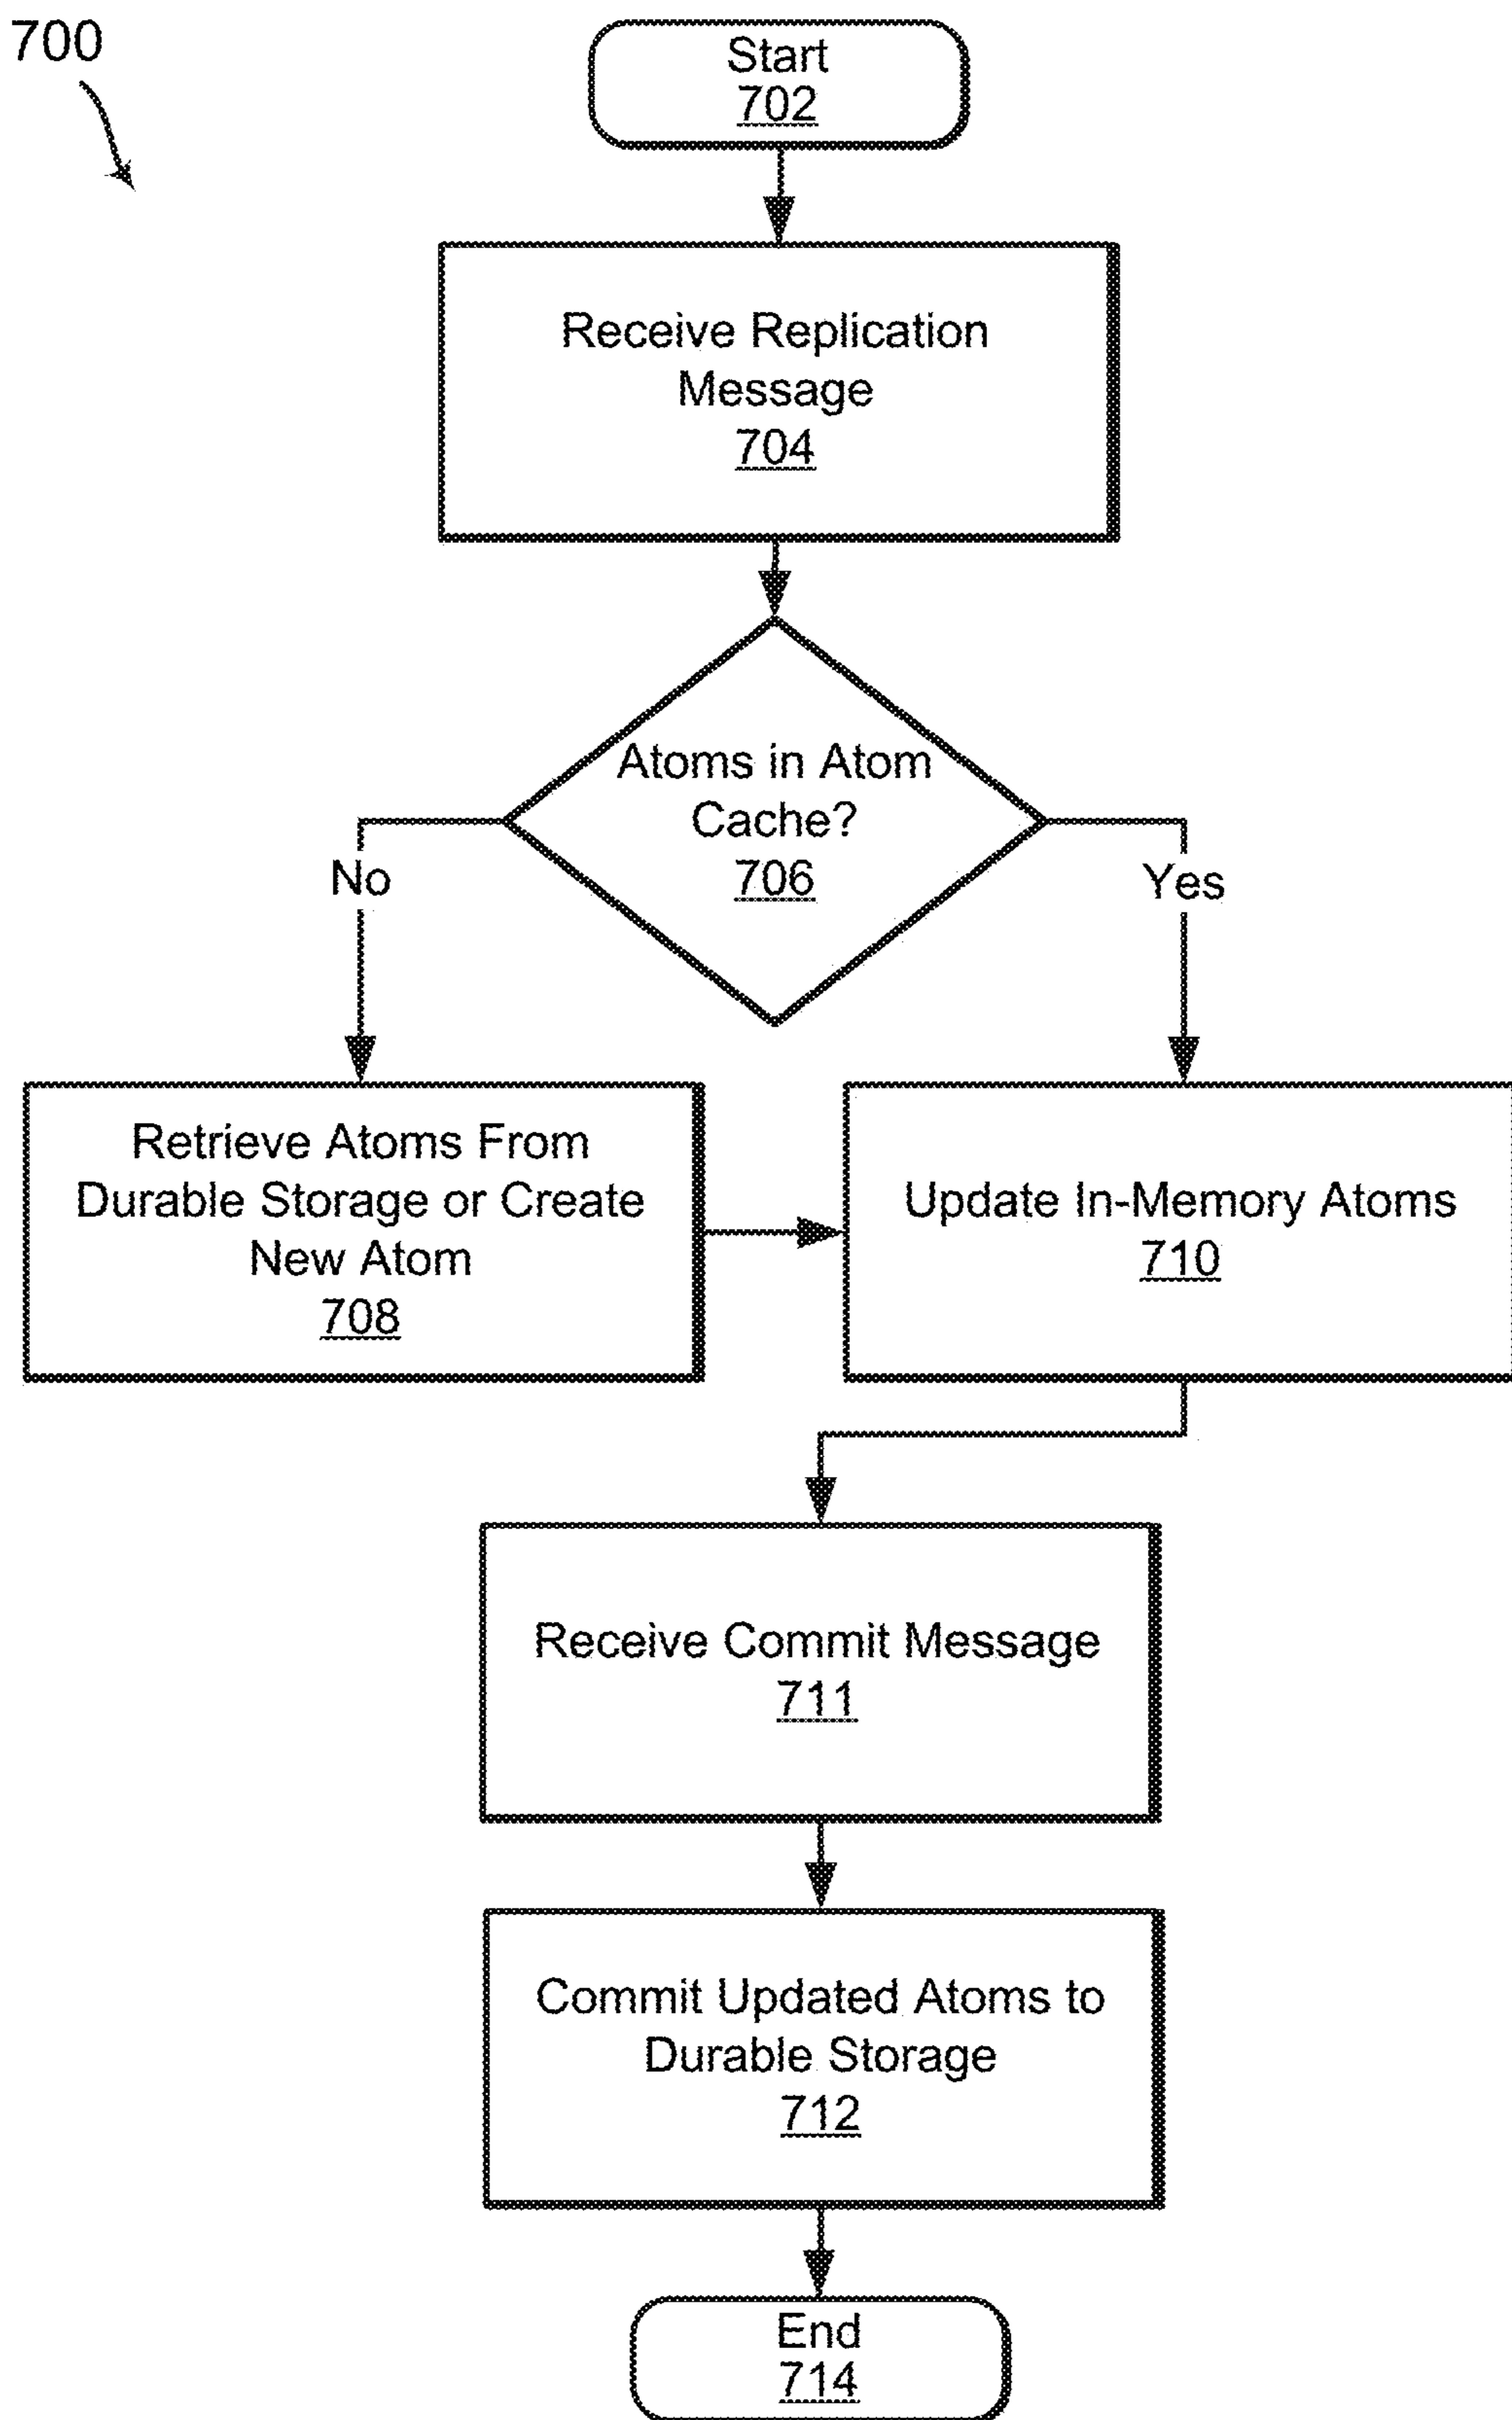 700
Start
702
Receive Replication
Message
704
Atoms in Atom
Cache?
706
No
Yes
Retrieve Atoms From
Durable Storage or Create
New Atom
708
Update In-Memory Atoms
710
Receive Commit Message
711
Commit Updated Atoms to
Durable Storage
712
End
714